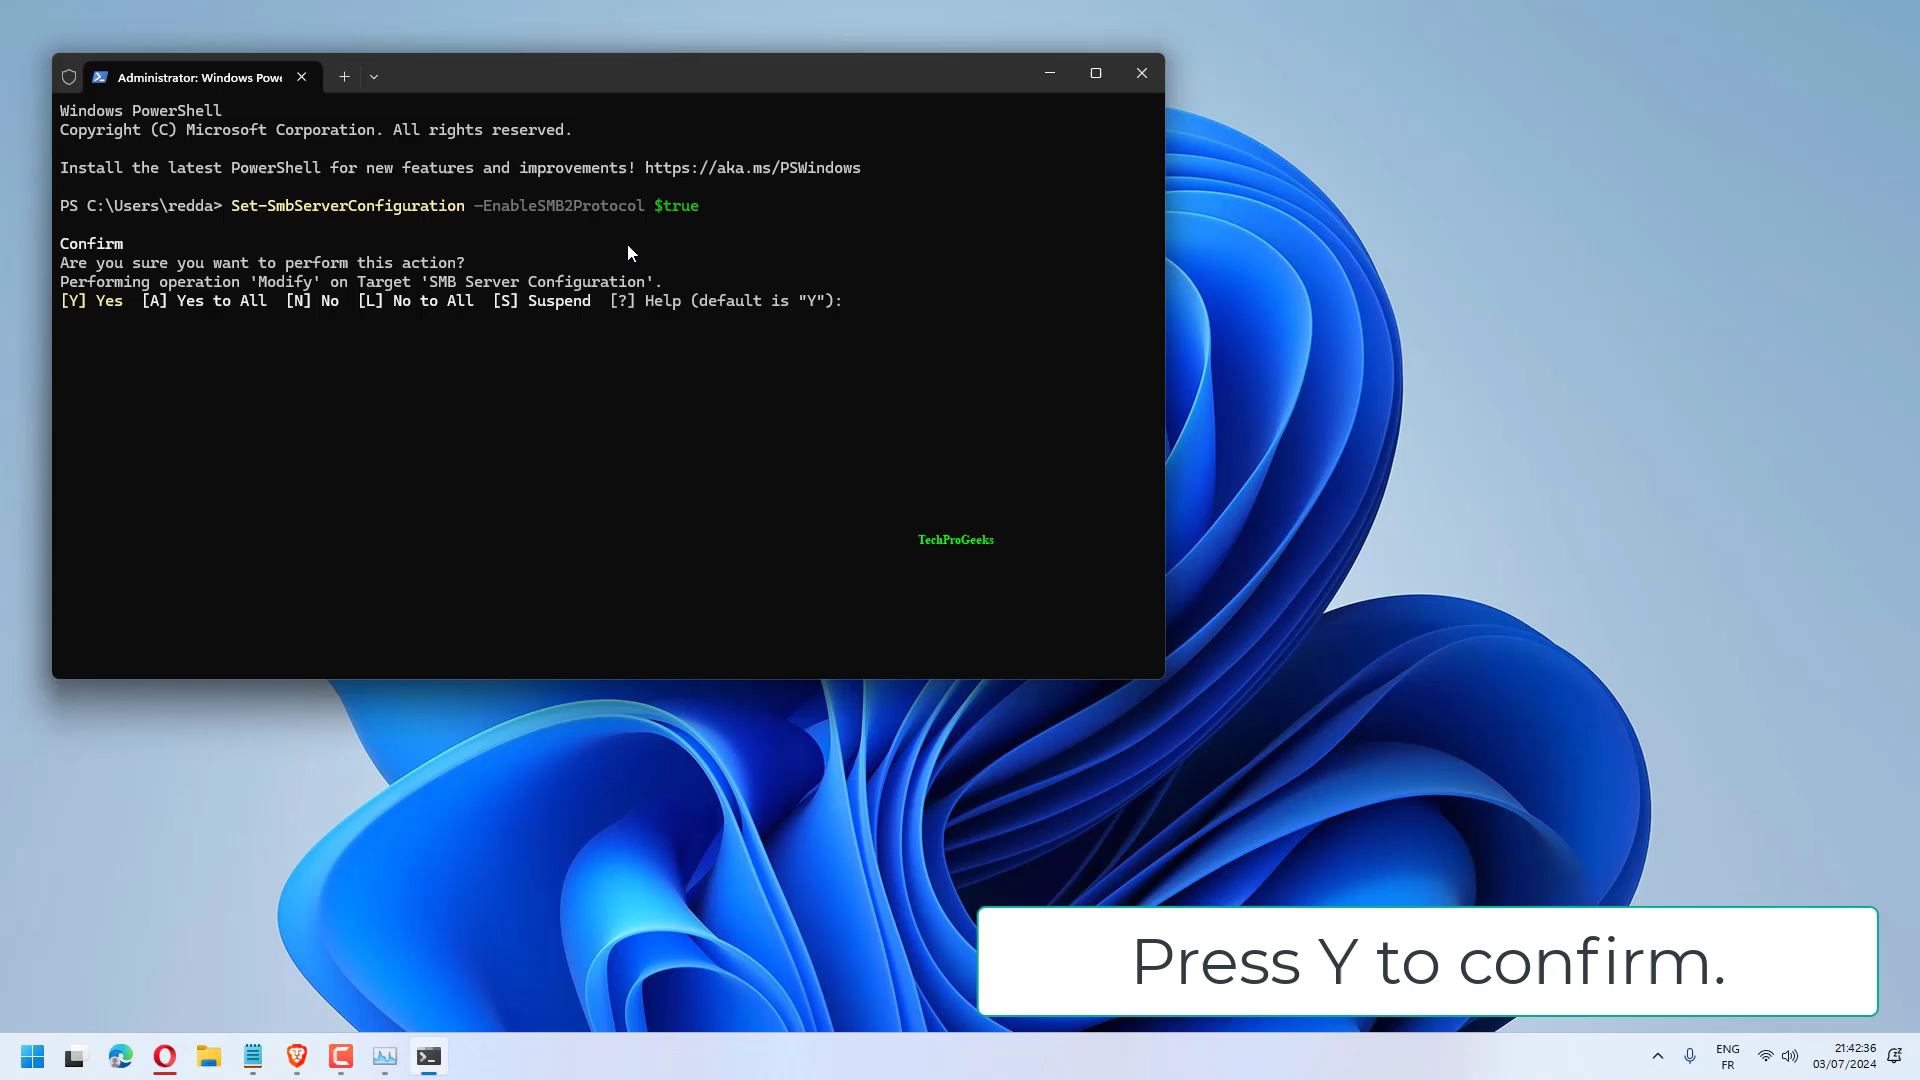 Administrator: Windows Powe
Windows PowerShell
Copyright (C) Microsoft Corporation. All rights reserved.
Install the latest PowerShell for new features and improvements! https://aka.ms/PSWindows
PS C:\Users\redda> Set-SmbServerConfiguration -EnableSMB2Protocol $true
Confirm
Are you sure you want to perform this action?
Performing operation 'Modify' on Target 'SMB Server Configuration'.
[Y] Yes  [A] Yes to All  [N] No  [L] No to All  [S] Suspend  [?] Help (default is "Y"):
TechProGeeks
Press Y to confirm.
ENG
FR
21:42:36
03/07/2024